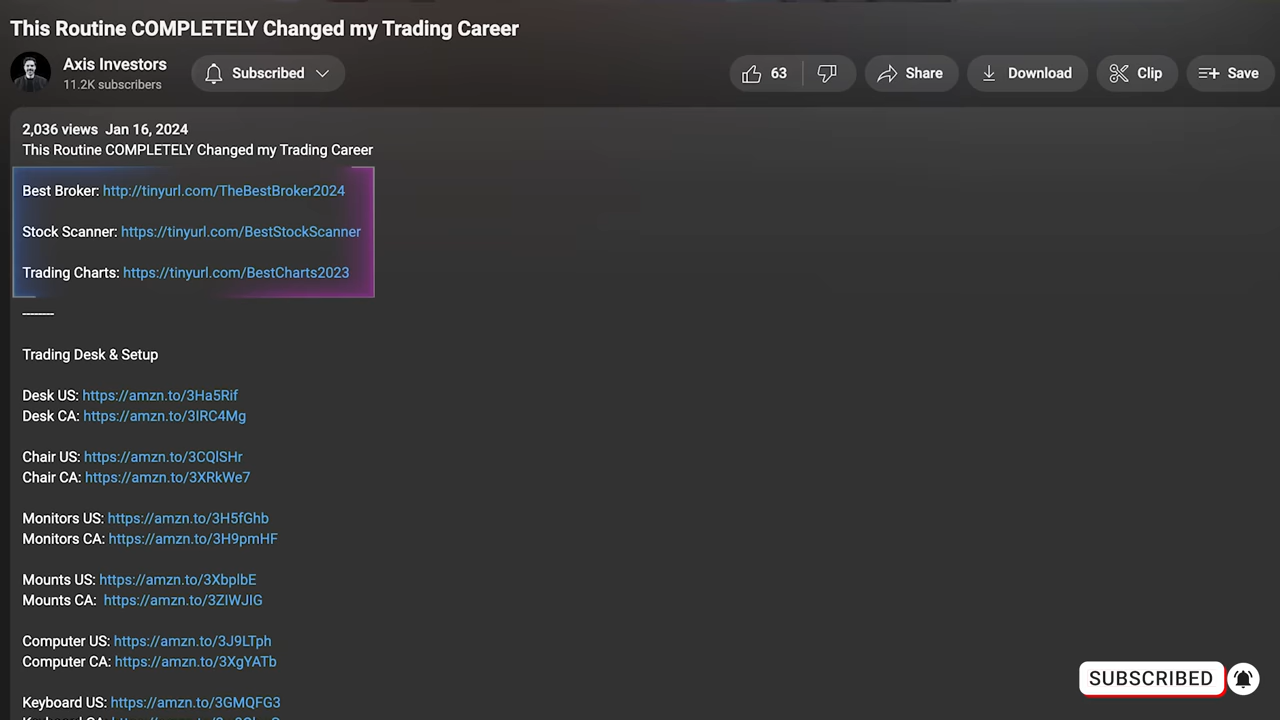 This Routine COMPLETELY Changed my Trading Career
Axis Investors
11.2K subscribers
Subscribed
63
Share
Download
Clip
Save
2,036 views Jan 16, 2024
This Routine COMPLETELY Changed my Trading Career
Best Broker: http://tinyurl.com/TheBestBroker2024
Stock Scanner: https://tinyurl.com/BestStockScanner
Trading Charts: https://tinyurl.com/BestCharts2023
--------
Trading Desk & Setup
Desk US: https://amzn.to/3Ha5Rif
Desk CA: https://amzn.to/3IRC4Mg
Chair US: https://amzn.to/3CQlSHr
Chair CA: https://amzn.to/3XRkWe7
Monitors US: https://amzn.to/3H5fGhb
Monitors CA: https://amzn.to/3H9pmHF
Mounts US: https://amzn.to/3XbplbE
Mounts CA: https://amzn.to/3ZIWJIG
Computer US: https://amzn.to/3J9LTph
Computer CA: https://amzn.to/3XgYATb
Keyboard US: https://amzn.to/3GMQFG3
SUBSCRIBED